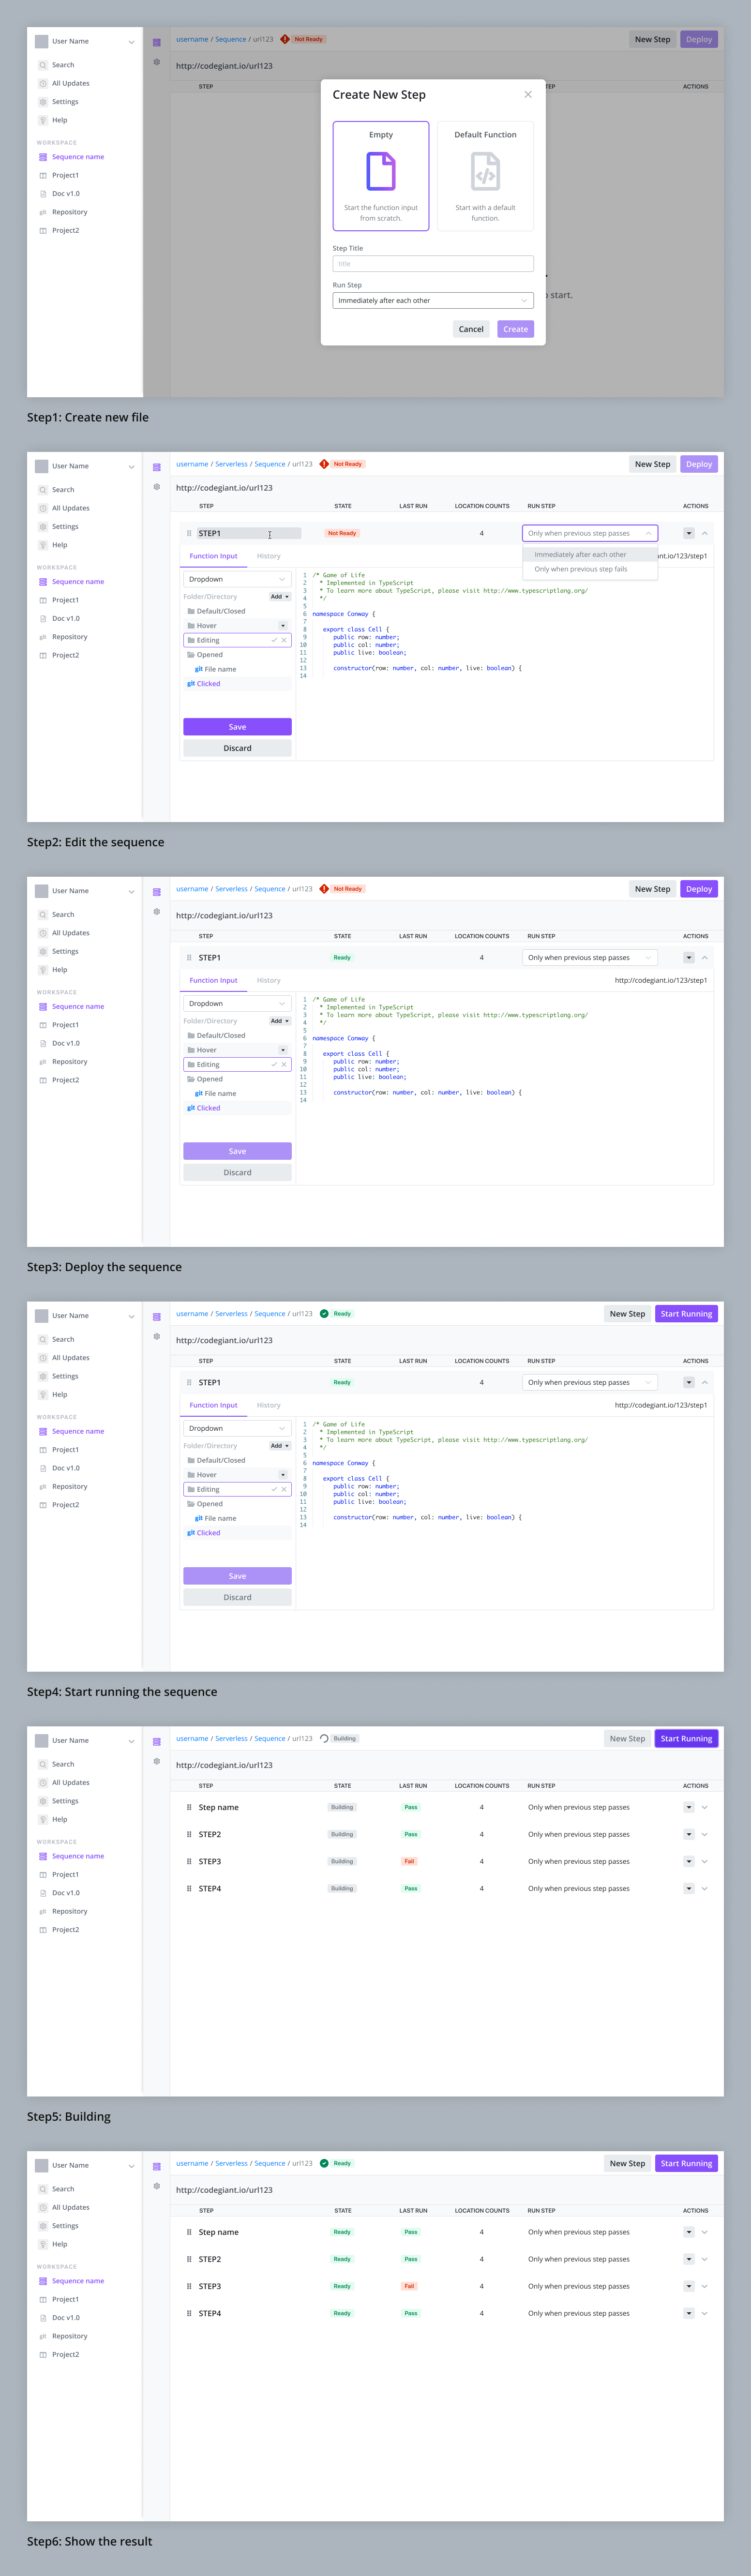 User Name
username / Sequence / url123 Not Ready
New Step Deploy
Search
All Updates
Settings
Help
WORKSPACE
Sequence name
Project1
Doc v1.0
Repository
Project2
http://codegiant.io/url123
STEP
ACTIONS
Create New Step
Empty
Start the function input
from scratch.
Default Function
Start with a default
function.
Step Title
title
Run Step
Immediately after each other
Cancel Create
start.
Step1: Create new file
User Name
Search
All Updates
Settings
Help
WORKSPACE
Sequence name
Project1
Doc v1.0
Repository
Project2
username / Serverless / Sequence / url123 Not Ready
New Step Deploy
http://codegiant.io/url123
STEP STATE LAST RUN LOCATION COUNTS RUN STEP ACTIONS
STEP1 Not Ready 4 Only when previous step passes
Immediately after each other
Only when previous step fails
Function Input History
nt.io/123/step1
Dropdown
Folder/Directory Add
Default/Closed
Hover
Editing
Opened
git File name
git Clicked
Save
Discard
1 /* Game of Life
2 * Implemented in TypeScript
3 * To learn more about TypeScript, please visit http://www.typescriptlang.org/
4 */
5
6 namespace Conway {
7
8 export class Cell {
9 public row: number;
10 public col: number;
11 public live: boolean;
12
13 constructor(row: number, col: number, live: boolean) {
14
Step2: Edit the sequence
User Name
Search
All Updates
Settings
Help
WORKSPACE
Sequence name
Project1
Doc v1.0
Repository
Project2
username / Serverless / Sequence / url123 Not Ready
New Step Deploy
http://codegiant.io/url123
STEP STATE LAST RUN LOCATION COUNTS RUN STEP ACTIONS
STEP1 Ready 4 Only when previous step passes
Function Input History
http://codegiant.io/123/step1
Dropdown
Folder/Directory Add
Default/Closed
Hover
Editing
Opened
git File name
git Clicked
Save
Discard
1 /* Game of Life
2 * Implemented in TypeScript
3 * To learn more about TypeScript, please visit http://www.typescriptlang.org/
4 */
5
6 namespace Conway {
7
8 export class Cell {
9 public row: number;
10 public col: number;
11 public live: boolean;
12
13 constructor(row: number, col: number, live: boolean) {
14
Step3: Deploy the sequence
User Name
Search
All Updates
Settings
Help
WORKSPACE
Sequence name
Project1
Doc v1.0
Repository
Project2
username / Serverless / Sequence / url123 Ready
New Step Start Running
http://codegiant.io/url123
STEP STATE LAST RUN LOCATION COUNTS RUN STEP ACTIONS
STEP1 Ready 4 Only when previous step passes
Function Input History
http://codegiant.io/123/step1
Dropdown
Folder/Directory Add
Default/Closed
Hover
Editing
Opened
git File name
git Clicked
Save
Discard
1 /* Game of Life
2 * Implemented in TypeScript
3 * To learn more about TypeScript, please visit http://www.typescriptlang.org/
4 */
5
6 namespace Conway {
7
8 export class Cell {
9 public row: number;
10 public col: number;
11 public live: boolean;
12
13 constructor(row: number, col: number, live: boolean) {
14
Step4: Start running the sequence
User Name
Search
All Updates
Settings
Help
WORKSPACE
Sequence name
Project1
Doc v1.0
Repository
Project2
username / Serverless / Sequence / url123 Building
New Step Start Running
http://codegiant.io/url123
STEP STATE LAST RUN LOCATION COUNTS RUN STEP ACTIONS
Step name Building Pass 4 Only when previous step passes
STEP2 Building Pass 4 Only when previous step passes
STEP3 Building Fail 4 Only when previous step passes
STEP4 Building Pass 4 Only when previous step passes
Step5: Building
User Name
Search
All Updates
Settings
Help
WORKSPACE
Sequence name
Project1
Doc v1.0
Repository
Project2
username / Serverless / Sequence / url123 Ready
New Step Start Running
http://codegiant.io/url123
STEP STATE LAST RUN LOCATION COUNTS RUN STEP ACTIONS
Step name Ready Pass 4 Only when previous step passes
STEP2 Ready Pass 4 Only when previous step passes
STEP3 Ready Fail 4 Only when previous step passes
STEP4 Ready Pass 4 Only when previous step passes
Step6: Show the result